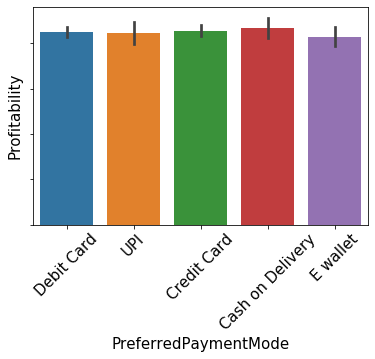 Profitability
Debit Card
UPI
Credit Card
Cash on Delivery
E wallet
PreferredPaymentMode